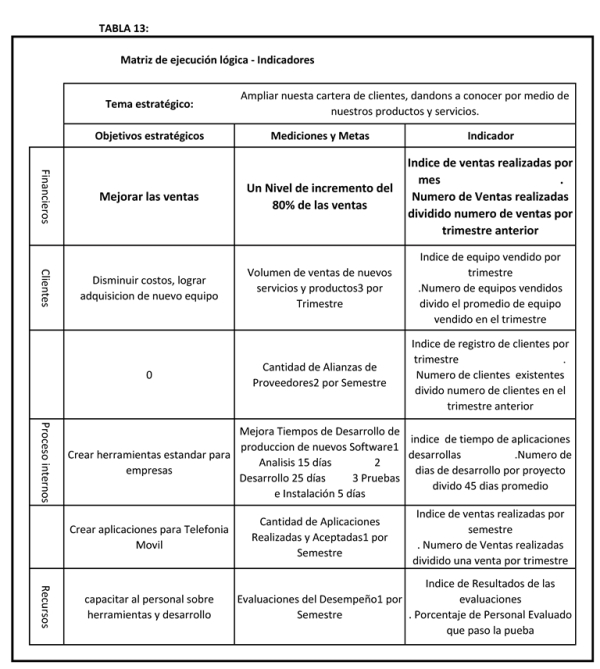 TABLA 13:
Matriz de ejecución lógica - Indicadores
Tema estratégico:
Ampliar nuesta cartera de clientes, dandons a conocer por medio de
nuestros productos y servicios.
Objetivos estratégicos
Mediciones y Metas
Indicador
Financieros
Mejorar las ventas
Un Nivel de incremento del
80% de las ventas
Indice de ventas realizadas por
mes .
Numero de Ventas realizadas
dividido numero de ventas por
trimestre anterior
Clientes
Disminuir costos, lograr
adquisicion de nuevo equipo
Volumen de ventas de nuevos
servicios y productos3 por
Trimestre
Indice de equipo vendido por
trimestre
.Numero de equipos vendidos
divido el promedio de equipo
vendido en el trimestre
0
Cantidad de Alianzas de
Proveedores2 por Semestre
Indice de registro de clientes por
trimestre .
Numero de clientes existentes
divido numero de clientes en el
trimestre anterior
Proceso internos
Crear herramientas estandar para
empresas
Mejora Tiempos de Desarrollo de
produccion de nuevos Software1
Analisis 15 días 2
Desarrollo 25 días 3 Pruebas
e Instalación 5 días
indice de tiempo de aplicaciones
desarrollas .Numero de
dias de desarrollo por proyecto
divido 45 dias promedio
Crear aplicaciones para Telefonia
Movil
Cantidad de Aplicaciones
Realizadas y Aceptadas1 por
Semestre
Indice de ventas realizadas por
semestre
. Numero de Ventas realizadas
dividido una venta por trimestre
Recursos
capacitar al personal sobre
herramientas y desarrollo
Evaluaciones del Desempeño1 por
Semestre
Indice de Resultados de las
evaluaciones
. Porcentaje de Personal Evaluado
que paso la pueba